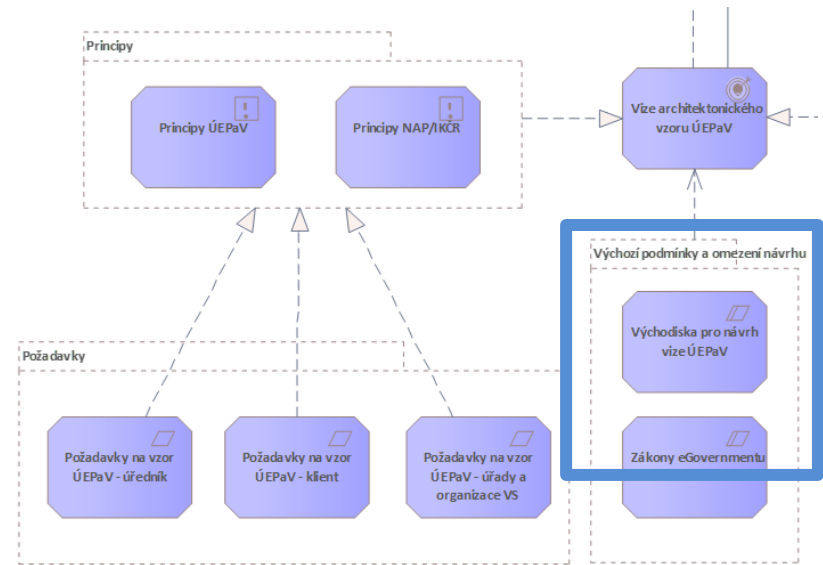 Principy
Principy ÚEPaV
Principy NAP/IKČR
Vize architektonického
vzoru ÚEPaV
Výchozí podmínky a omezení návrhu
Východiska pro návrh
vize ÚEPaV
Zákony eGovernmentu
Požadavky
Požadavky na vzor
ÚEPaV - úředník
Požadavky na vzor
ÚEPaV - klient
Požadavky na vzor
ÚEPaV - úřady a
organizace VS